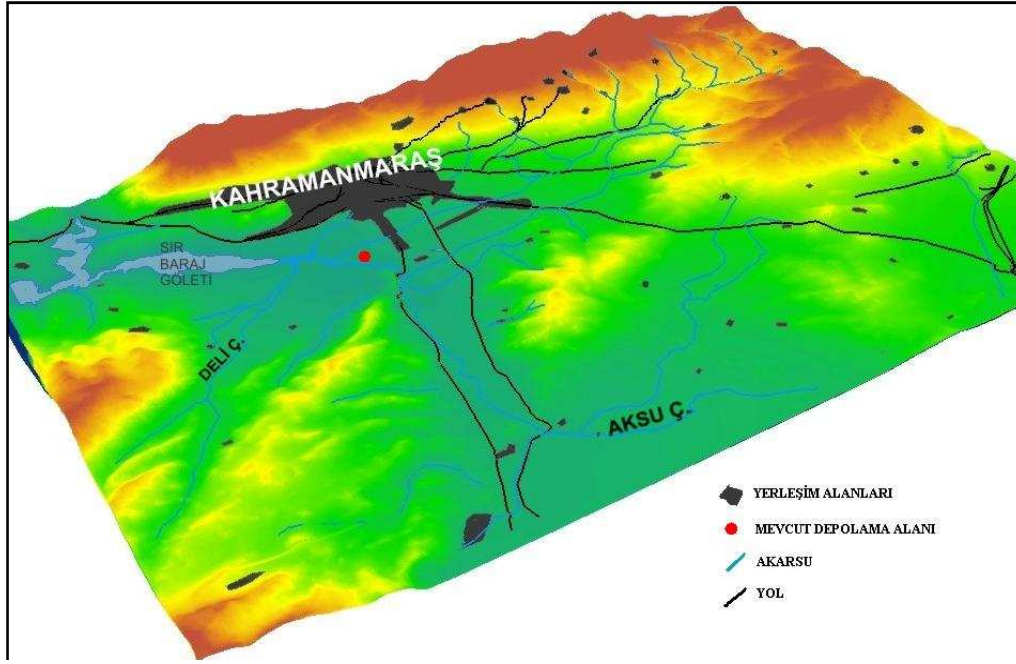 KAHRAMANMARAŞ
SIR
BARAJ
GÖLETİ
DELİ Ç.
AKSU Ç.
YERLEŞİM ALANLARI
MEVCUT DEPOLAMA ALANI
AKARSU
YOL